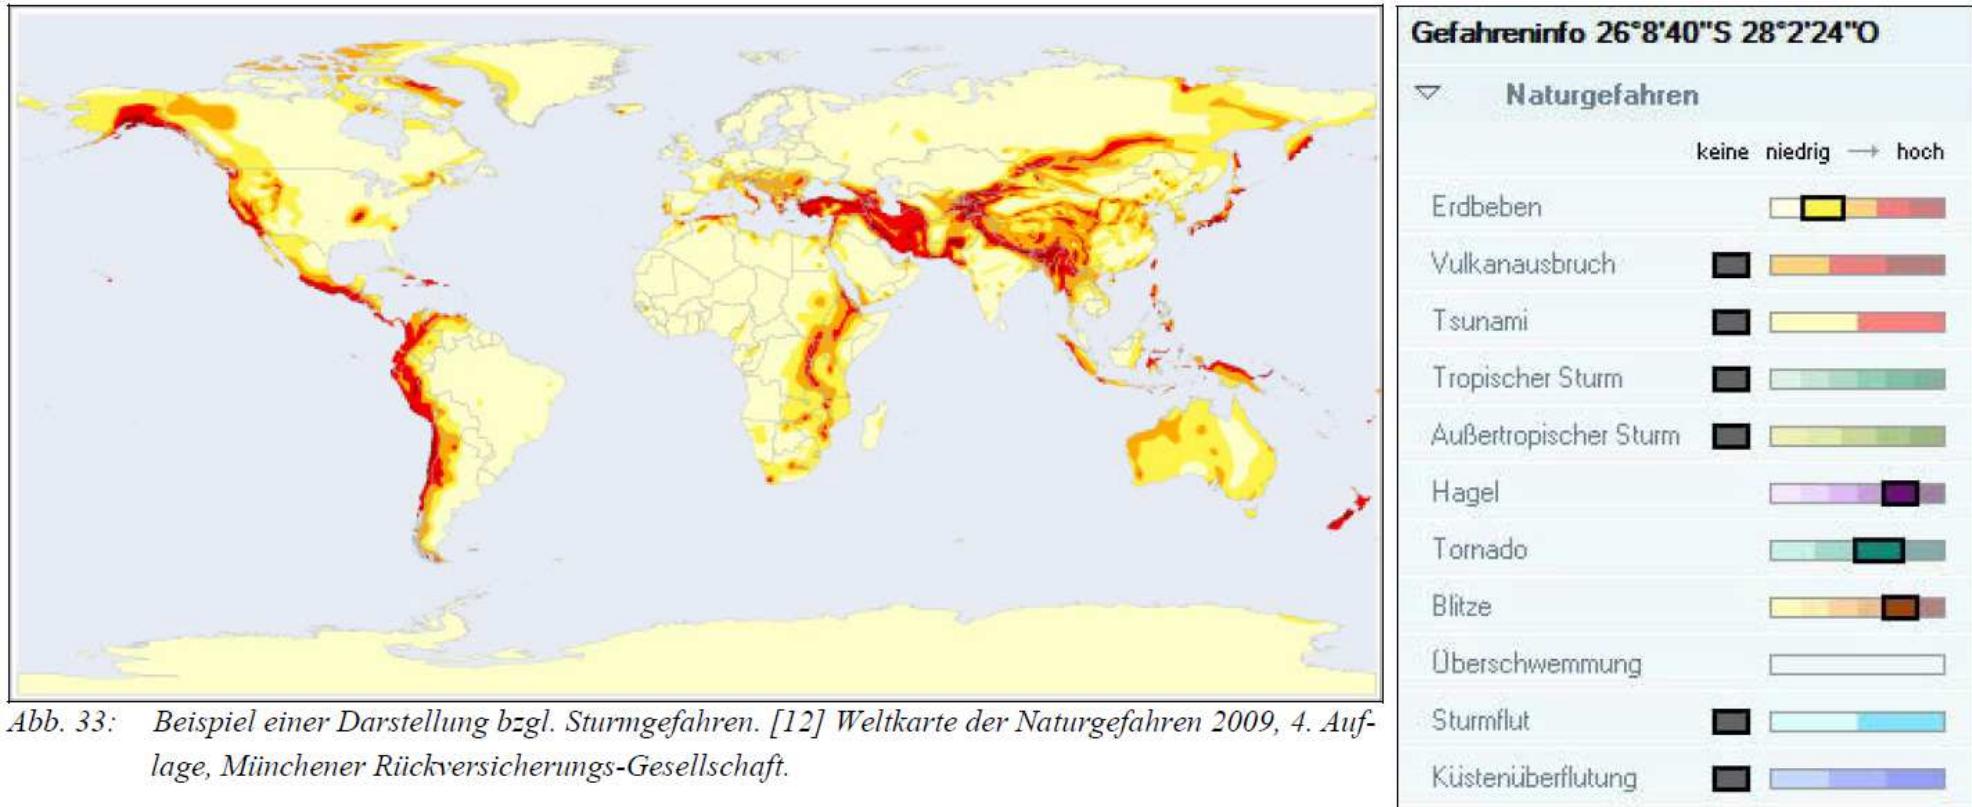 Abb. 33: Beispiel einer Darstellung bzgl. Sturmgefahren. [12] Weltkarte der Naturgefahren 2009, 4. Auf-
lage, Münchener Rückversicherungs-Gesellschaft.
Gefahreninfo 26°8'40"S 28°2'24"O
Naturgefahren
keine niedrig → hoch
Erdbeben
Vulkanausbruch
Tsunami
Tropischer Sturm
Außertropischer Sturm
Hagel
Tornado
Blitze
Überschwemmung
Sturmflut
Küstenüberflutung